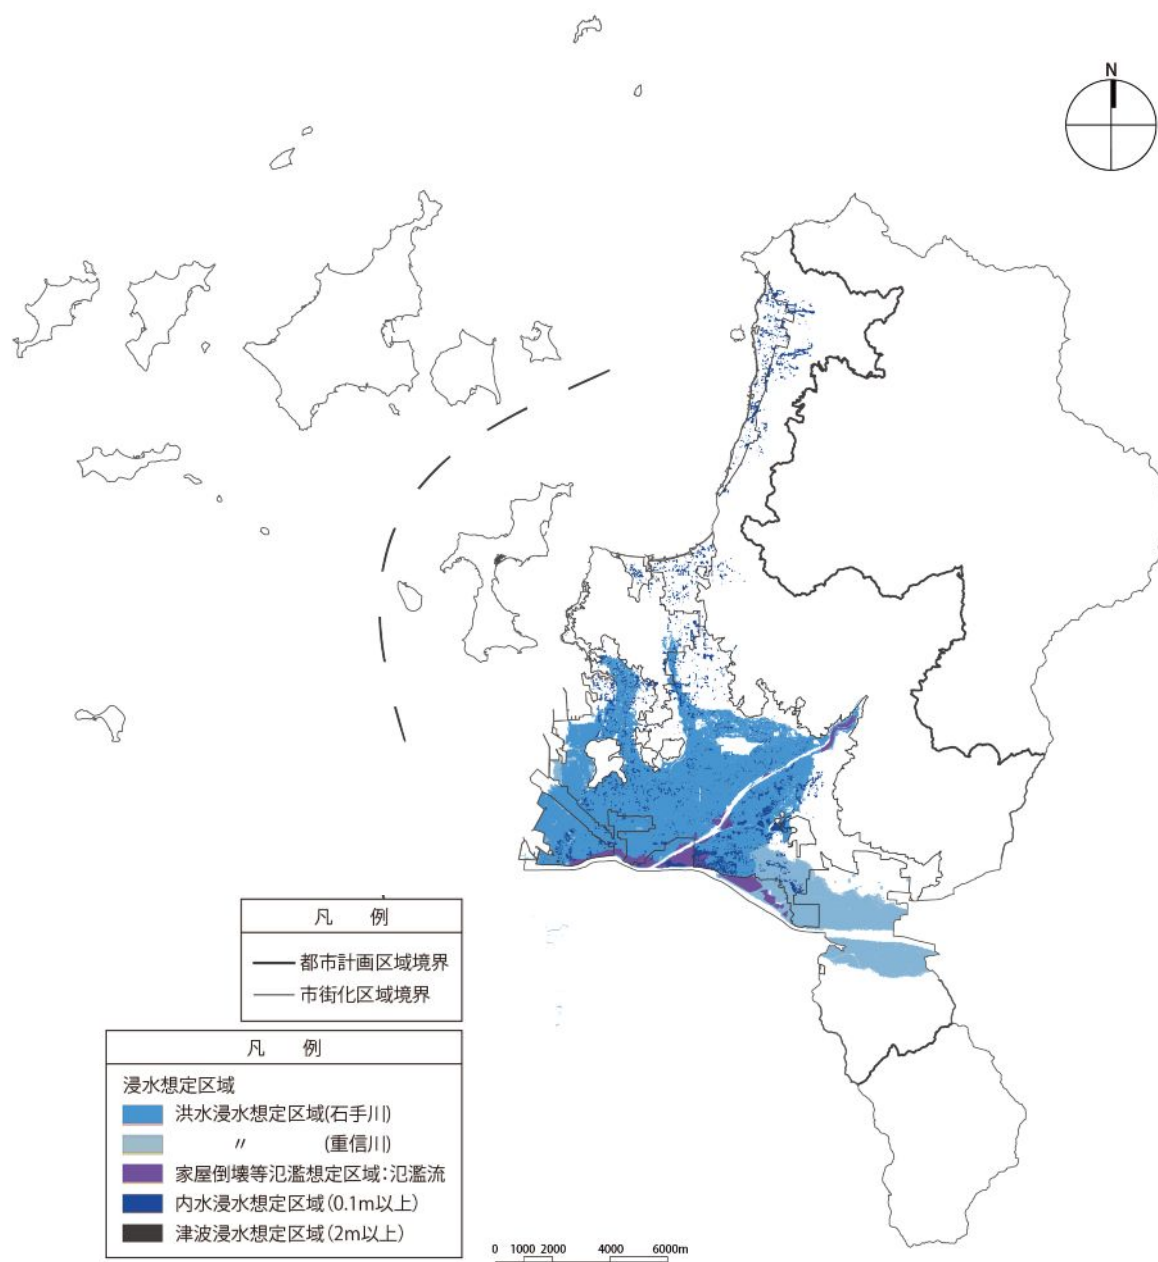 N
凡 例
都市計画区域境界
市街化区域境界
凡 例
浸水想定区域
洪水浸水想定区域(石手川)
〃 (重信川)
家屋倒壊等氾濫想定区域:氾濫流
内水浸水想定区域(0.1m以上)
津波浸水想定区域(2m以上)
0 1000 2000 4000 6000m